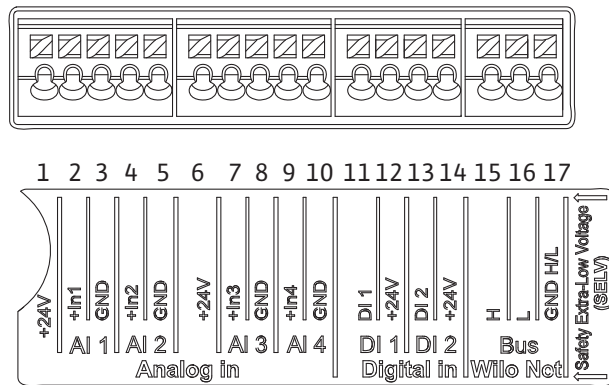 1 2 3 4 5 6 7 8 9 10 11 12 13 14 15 16 17
+24V +In1 GND +In2 GND +24V +In3 GND +In4 GND DI 1 +24V DI 2 +24V H L GND H/L
AI 1 AI 2 AI 3 AI 4 DI 1 DI 2 Bus
Analog in Digital in Wilo Net
Safety Extra-Low Voltage
(SELV)